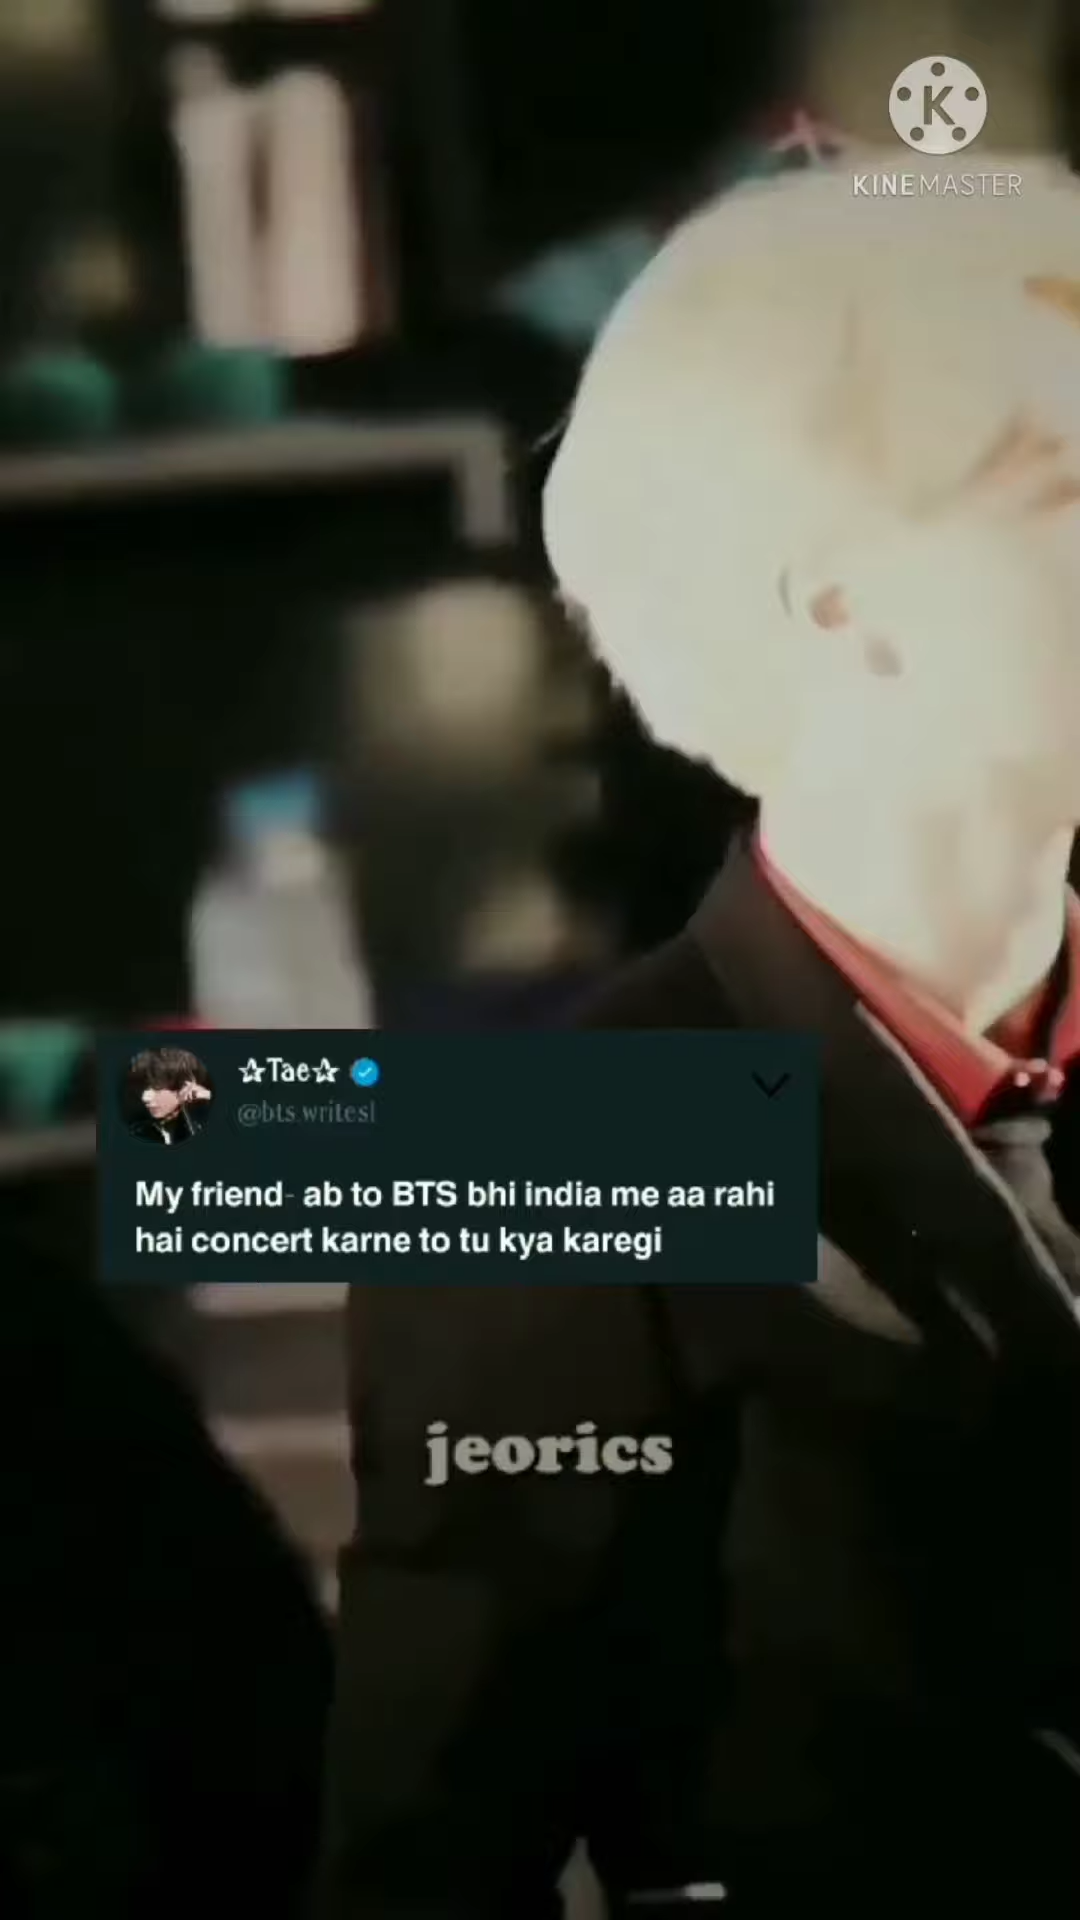 KINEMASTER
☆Tae☆
@bts.writesl
My friend- ab to BTS bhi india me aa rahi
hai concert karne to tu kya karegi
jeorics